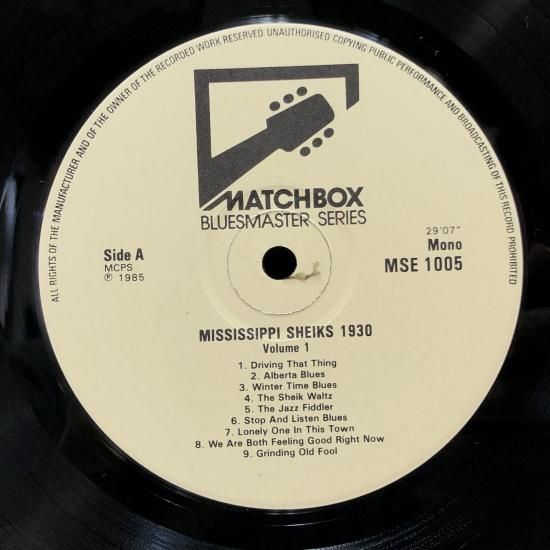 ALL RIGHTS OF THE MANUFACTURER AND OF THE OWNER OF THE RECORDED WORK RESERVED. UNAUTHORISED COPYING PUBLIC PERFORMANCE AND BROADCASTING OF THIS RECORD PROHIBITED
MATCHBOX
BLUESMASTER SERIES
Side A
MCPS
℗ 1985
29'07"
Mono
MSE 1005
MISSISSIPPI SHEIKS 1930
Volume 1
1. Driving That Thing
2. Alberta Blues
3. Winter Time Blues
4. The Sheik Waltz
5. The Jazz Fiddler
6. Stop And Listen Blues
7. Lonely One In This Town
8. We Are Both Feeling Good Right Now
9. Grinding Old Fool